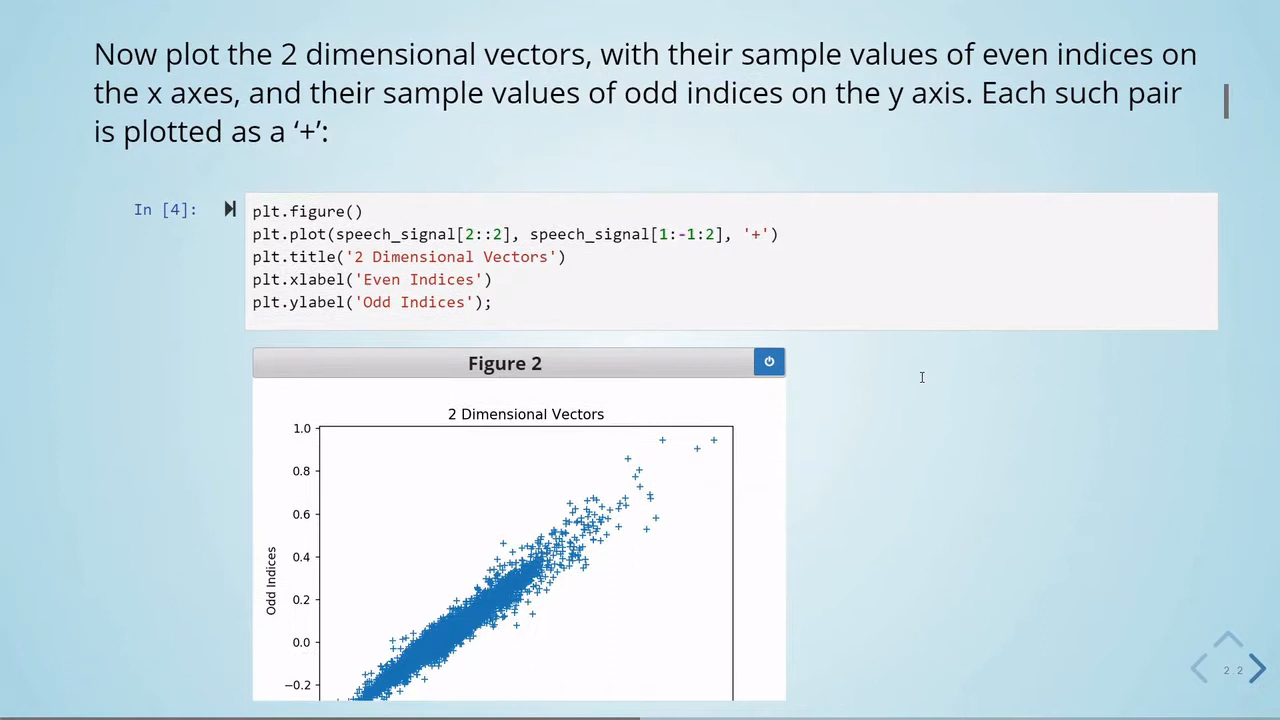 Now plot the 2 dimensional vectors, with their sample values of even indices on
the x axes, and their sample values of odd indices on the y axis. Each such pair
is plotted as a ‘+’:
In [4]:
plt.figure()
plt.plot(speech_signal[2::2], speech_signal[1:-1:2], '+')
plt.title('2 Dimensional Vectors')
plt.xlabel('Even Indices')
plt.ylabel('Odd Indices');
Figure 2
2 Dimensional Vectors
1.0
0.8
0.6
0.4
0.2
0.0
−0.2
Odd Indices
2.2